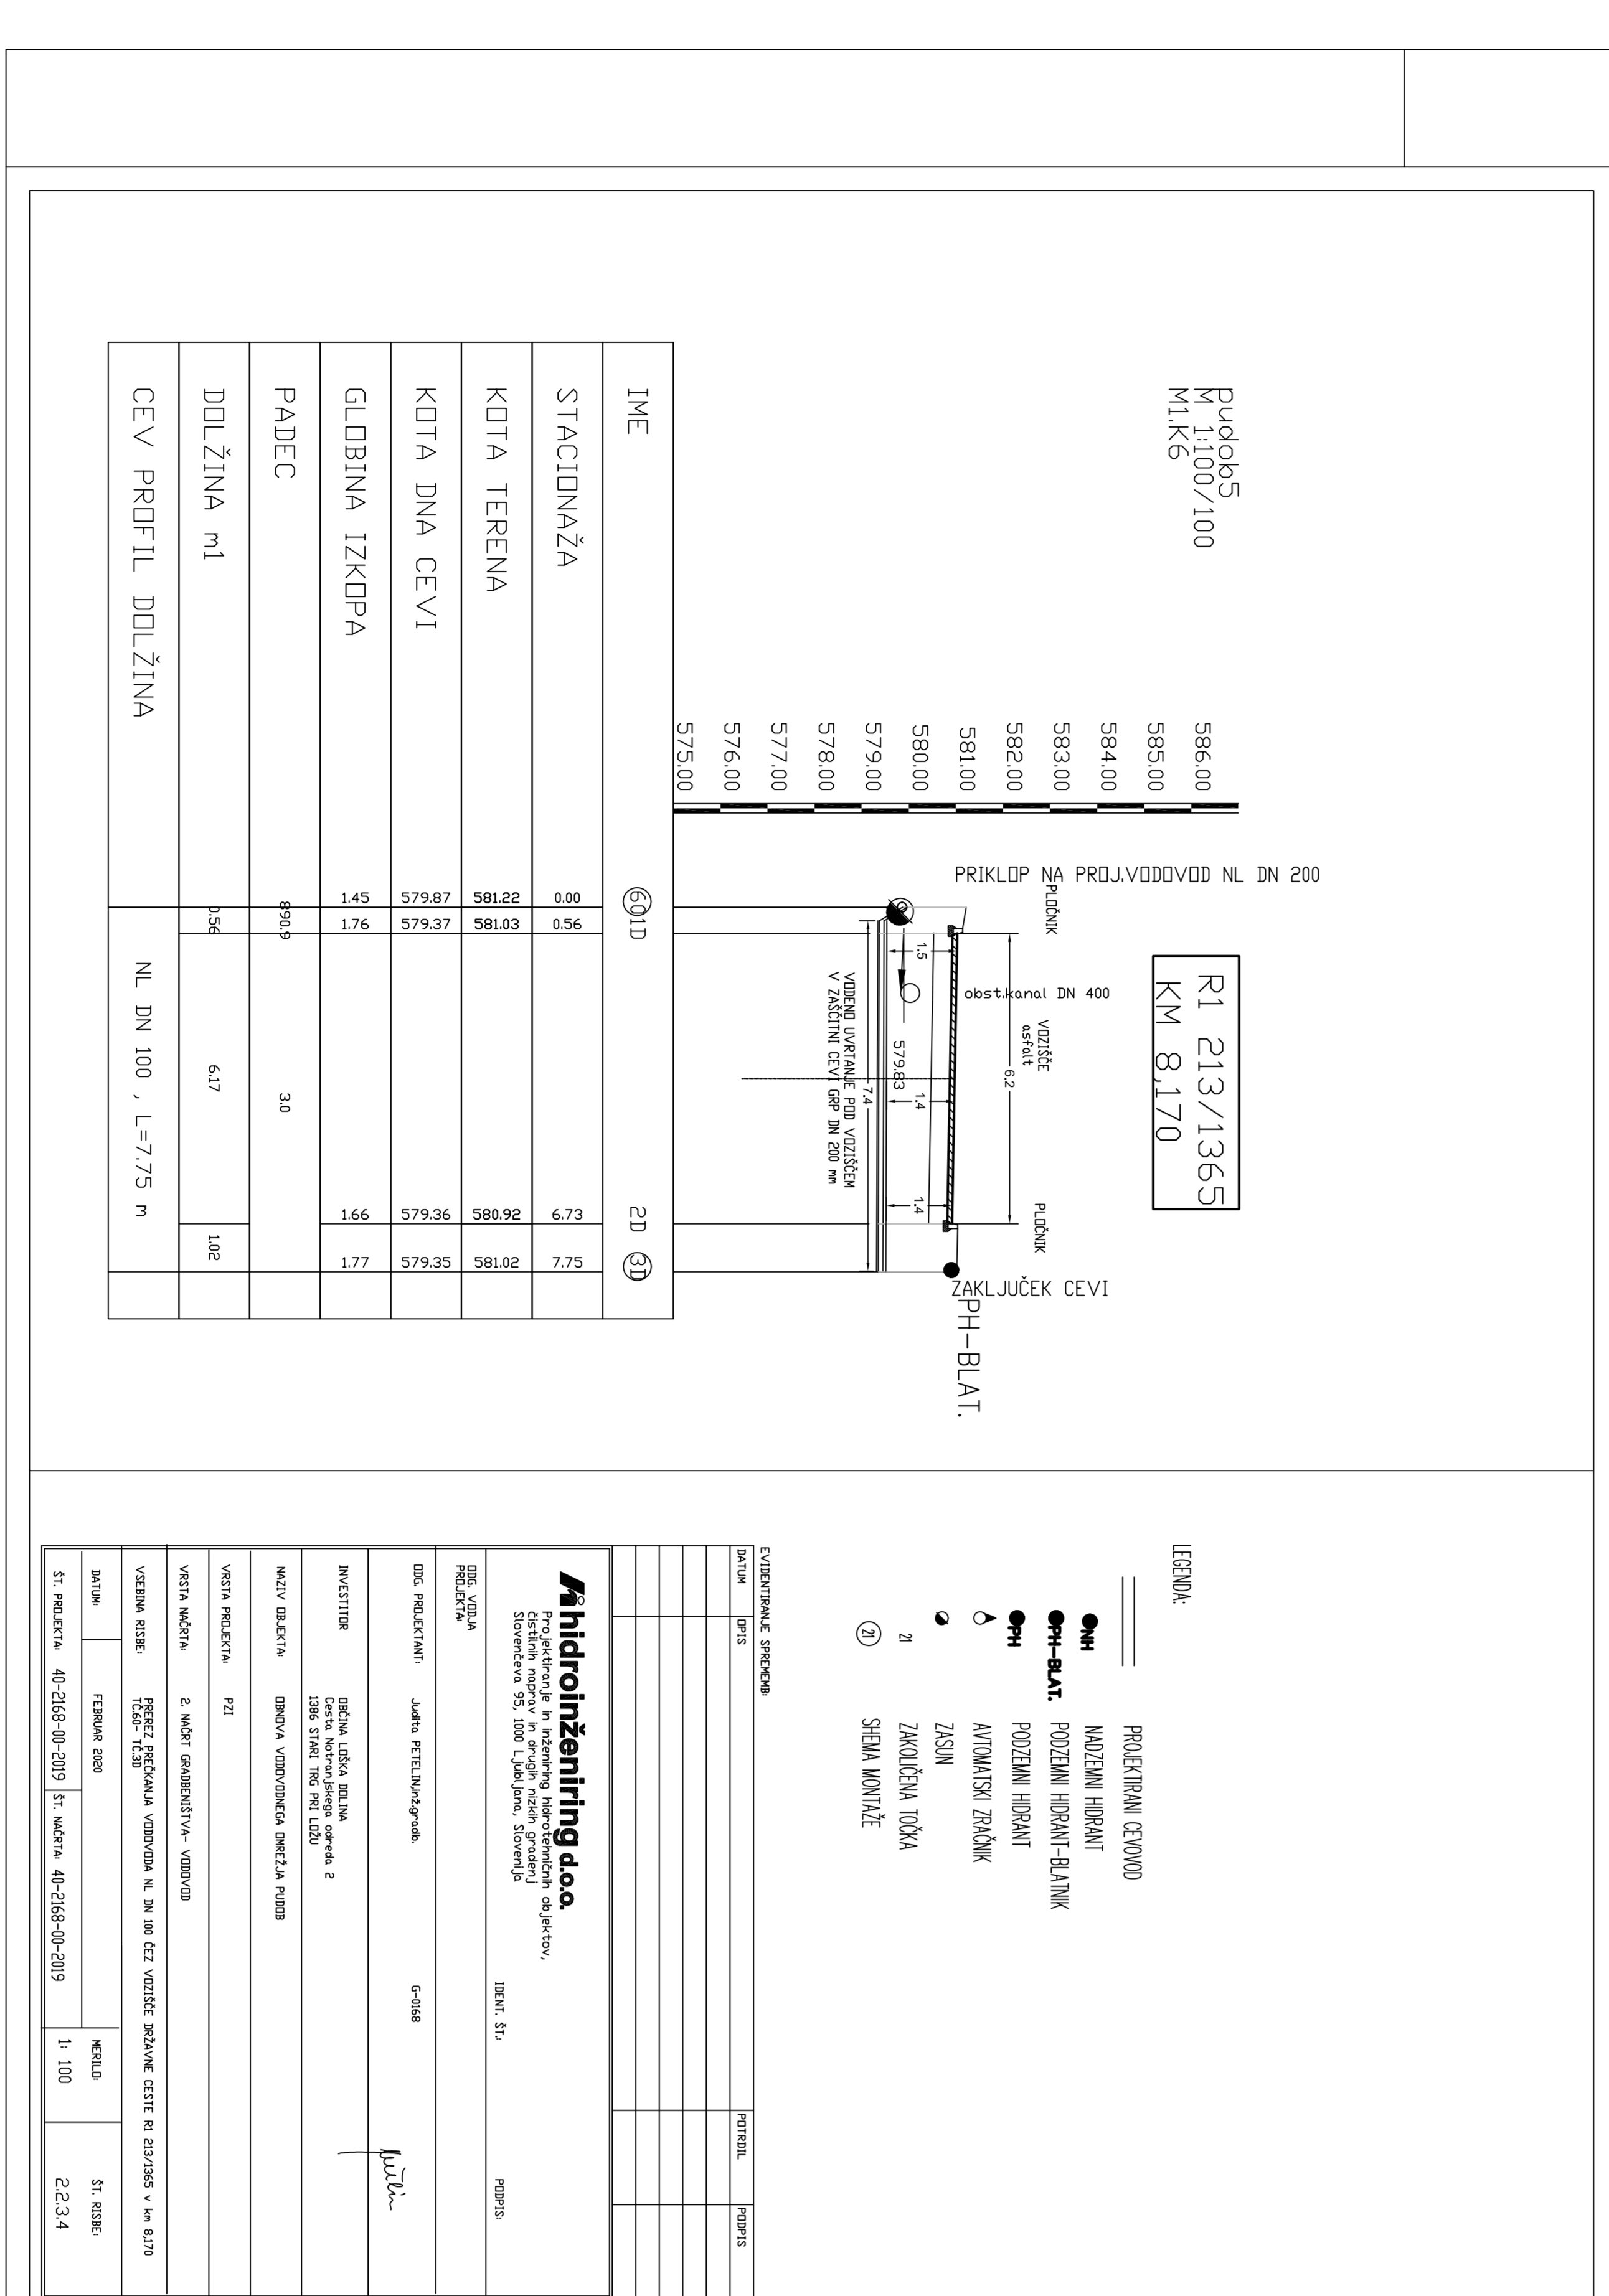 pudob5
M 1:100/100
M1.K6
R1 213/1365
KM 8,170
PRIKLOP NA PROJ.VODOVOD NL DN 200
PLOČNIK
obst.kanal DN 400
VOZIŠČE
asfalt
PLOČNIK
ZAKLJUČEK CEVI
PH-BLAT.
6.2
1.5
1.4
1.4
579.83
7.4
VODENO UVRTANJE POD VOZIŠČEM
V ZAŠČITNI CEVI GRP DN 200 mm
586.00
585.00
584.00
583.00
582.00
581.00
580.00
579.00
578.00
577.00
576.00
575.00
IME 60 1D 2D 3D
STACIONAŽA 0.00 0.56 6.73 7.75
KOTA TERENA 581.22 581.03 580.92 581.02
KOTA DNA CEVI 579.87 579.37 579.36 579.35
GLOBINA IZKOPA 1.45 1.76 1.66 1.77
PADEC 890.9 3.0
DOLŽINA m1 0.56 6.17 1.02
CEV PROFIL DOLŽINA NL DN 100 , L=7.75 m
LEGENDA:
PROJEKTIRANI CEVOVOD
NH NADZEMNI HIDRANT
PH-BLAT. PODZEMNI HIDRANT-BLATNIK
PH PODZEMNI HIDRANT
AVTOMATSKI ZRAČNIK
ZASUN
21 ZAKOLIČENA TOČKA
21 SHEMA MONTAŽE
EVIDENTIRANJE SPREMEMB:
DATUM OPIS POTRDIL PODPIS
hidroinženiring d.o.o.
Projektiranje in inženiring hidrotehničnih objektov,
čistilnih naprav in drugih nizkih gradenj
Slovenčeva 95, 1000 Ljubljana, Slovenija
IDENT. ŠT.: PODPIS:
ODG. VODJA
PROJEKTA:
ODG. PROJEKTANT: Judita PETELIN,inž.gradb. G-0168
INVESTITOR OBČINA LOŠKA DOLINA
Cesta Notranjskega odreda 2
1386 STARI TRG PRI LOŽU
NAZIV OBJEKTA: OBNOVA VODOVODNEGA OMREŽJA PUDOB
VRSTA PROJEKTA: PZI
VRSTA NAČRTA: 2. NAČRT GRADBENIŠTVA- VODOVOD
VSEBINA RISBE: PREREZ PREČKANJA VODOVODA NL DN 100 ČEZ VOZIŠČE DRŽAVNE CESTE R1 213/1365 v km 8,170
TČ.60- TČ.3D
DATUM: FEBRUAR 2020 MERILO: ŠT. RISBE:
ŠT. PROJEKTA: 40-2168-00-2019 ŠT. NAČRTA: 40-2168-00-2019 1: 100 2.2.3.4